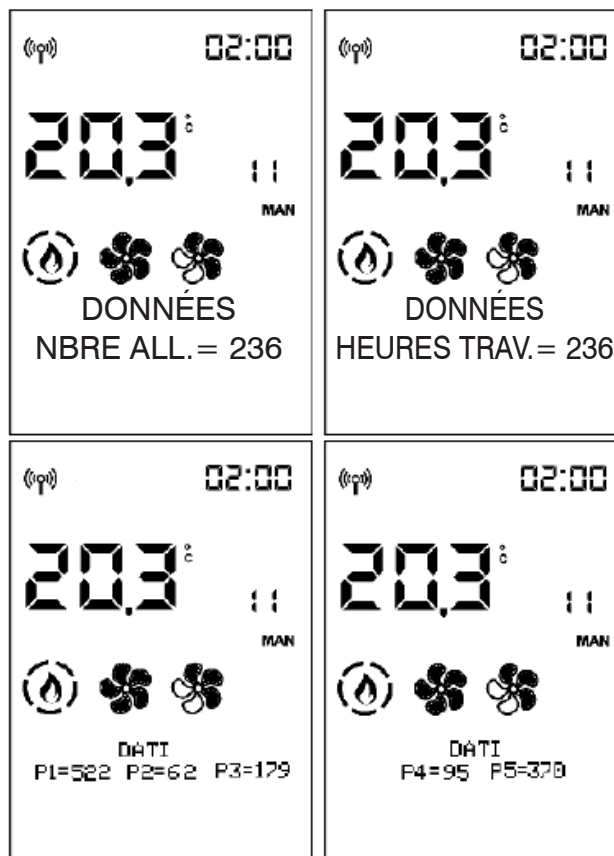 02:00
20.3°C
11
MAN
DONNÉES
NBRE ALL.= 236
02:00
20.3°C
11
MAN
DONNÉES
HEURES TRAV.= 236
02:00
20.3°C
11
MAN
DATI
P1=522 P2=62 P3=179
02:00
20.3°C
11
MAN
DATI
P4=95 P5=370